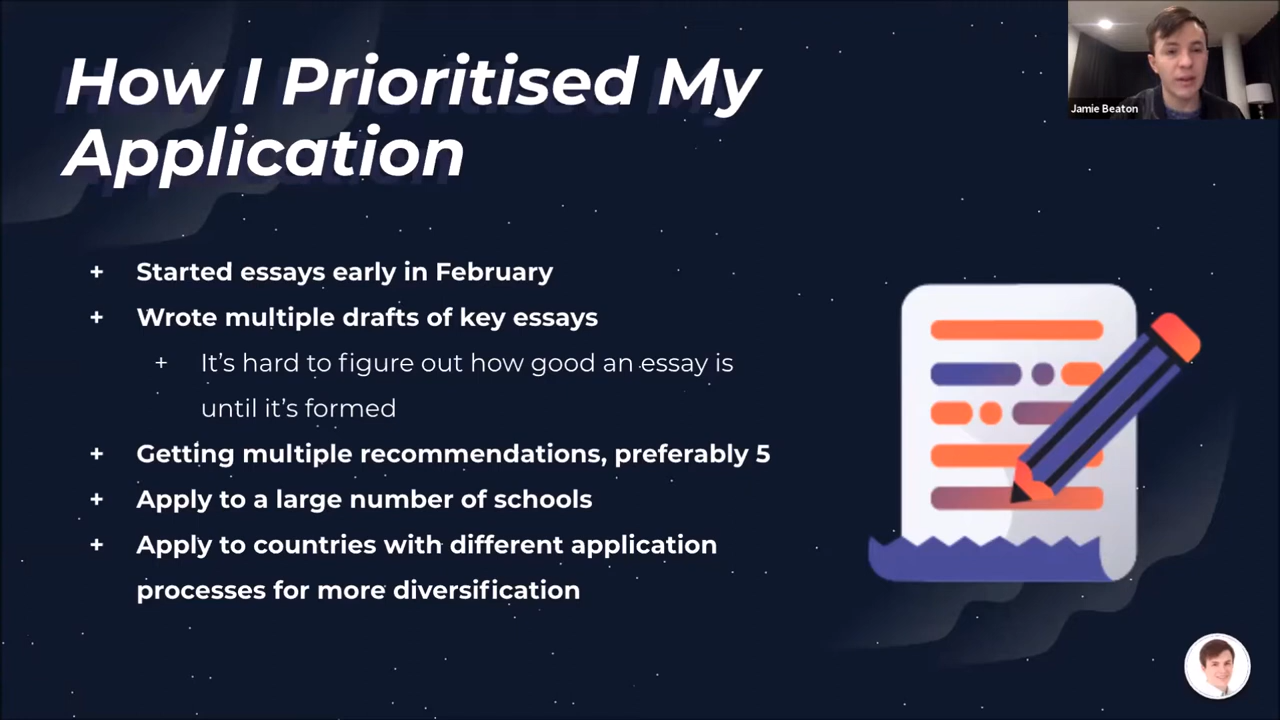 How I Prioritised My
Application
Jamie Beaton
+ Started essays early in February
+ Wrote multiple drafts of key essays
+ It’s hard to figure out how good an essay is
until it’s formed
+ Getting multiple recommendations, preferably 5
+ Apply to a large number of schools
+ Apply to countries with different application
processes for more diversification